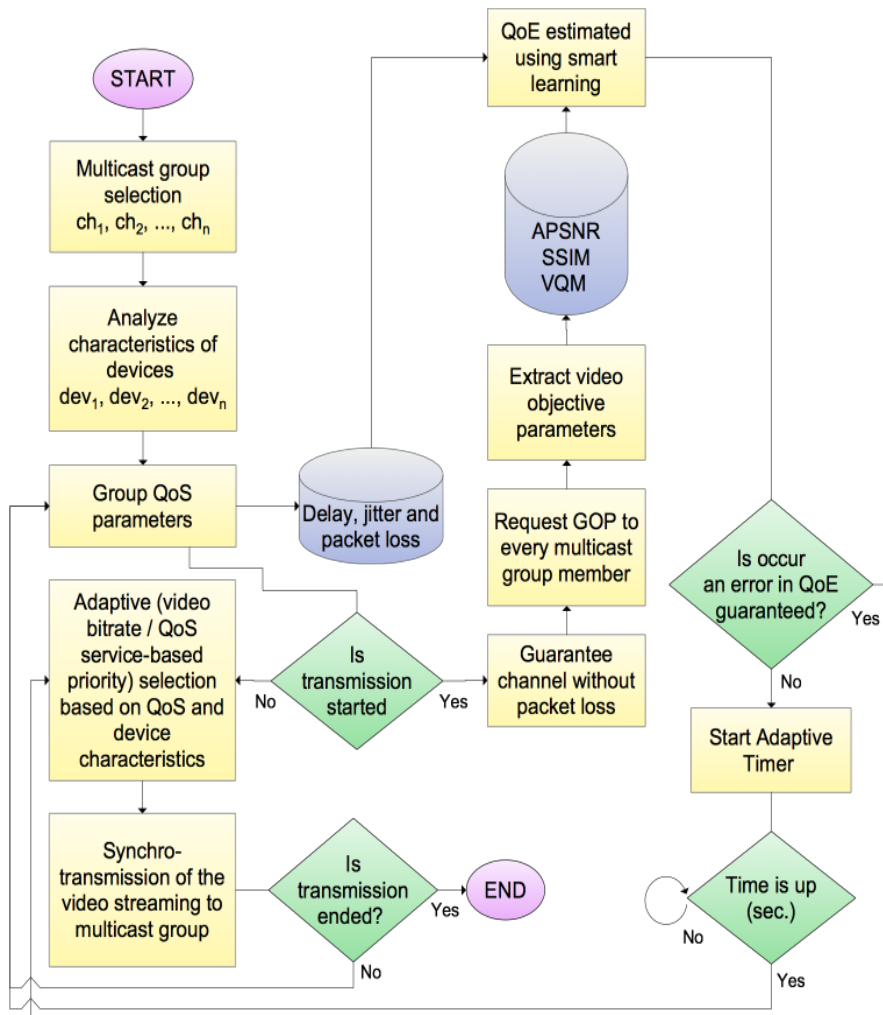 START
Multicast group
selection
ch₁, ch₂, ..., chₙ
Analyze
characteristics of
devices
dev₁, dev₂, ..., devₙ
Group QoS
parameters
Delay, jitter and
packet loss
Adaptive (video
bitrate / QoS
service-based
priority) selection
based on QoS and
device
characteristics
No
Is
transmission
started
Yes
Synchro-
transmission of the
video streaming to
multicast group
Is
transmission
ended?
Yes
No
END
QoE estimated
using smart
learning
APSNR
SSIM
VQM
Extract video
objective
parameters
Request GOP to
every multicast
group member
Guarantee
channel without
packet loss
Is occur
an error in QoE
guaranteed?
Yes
No
Start Adaptive
Timer
Time is up
(sec.)
No
Yes